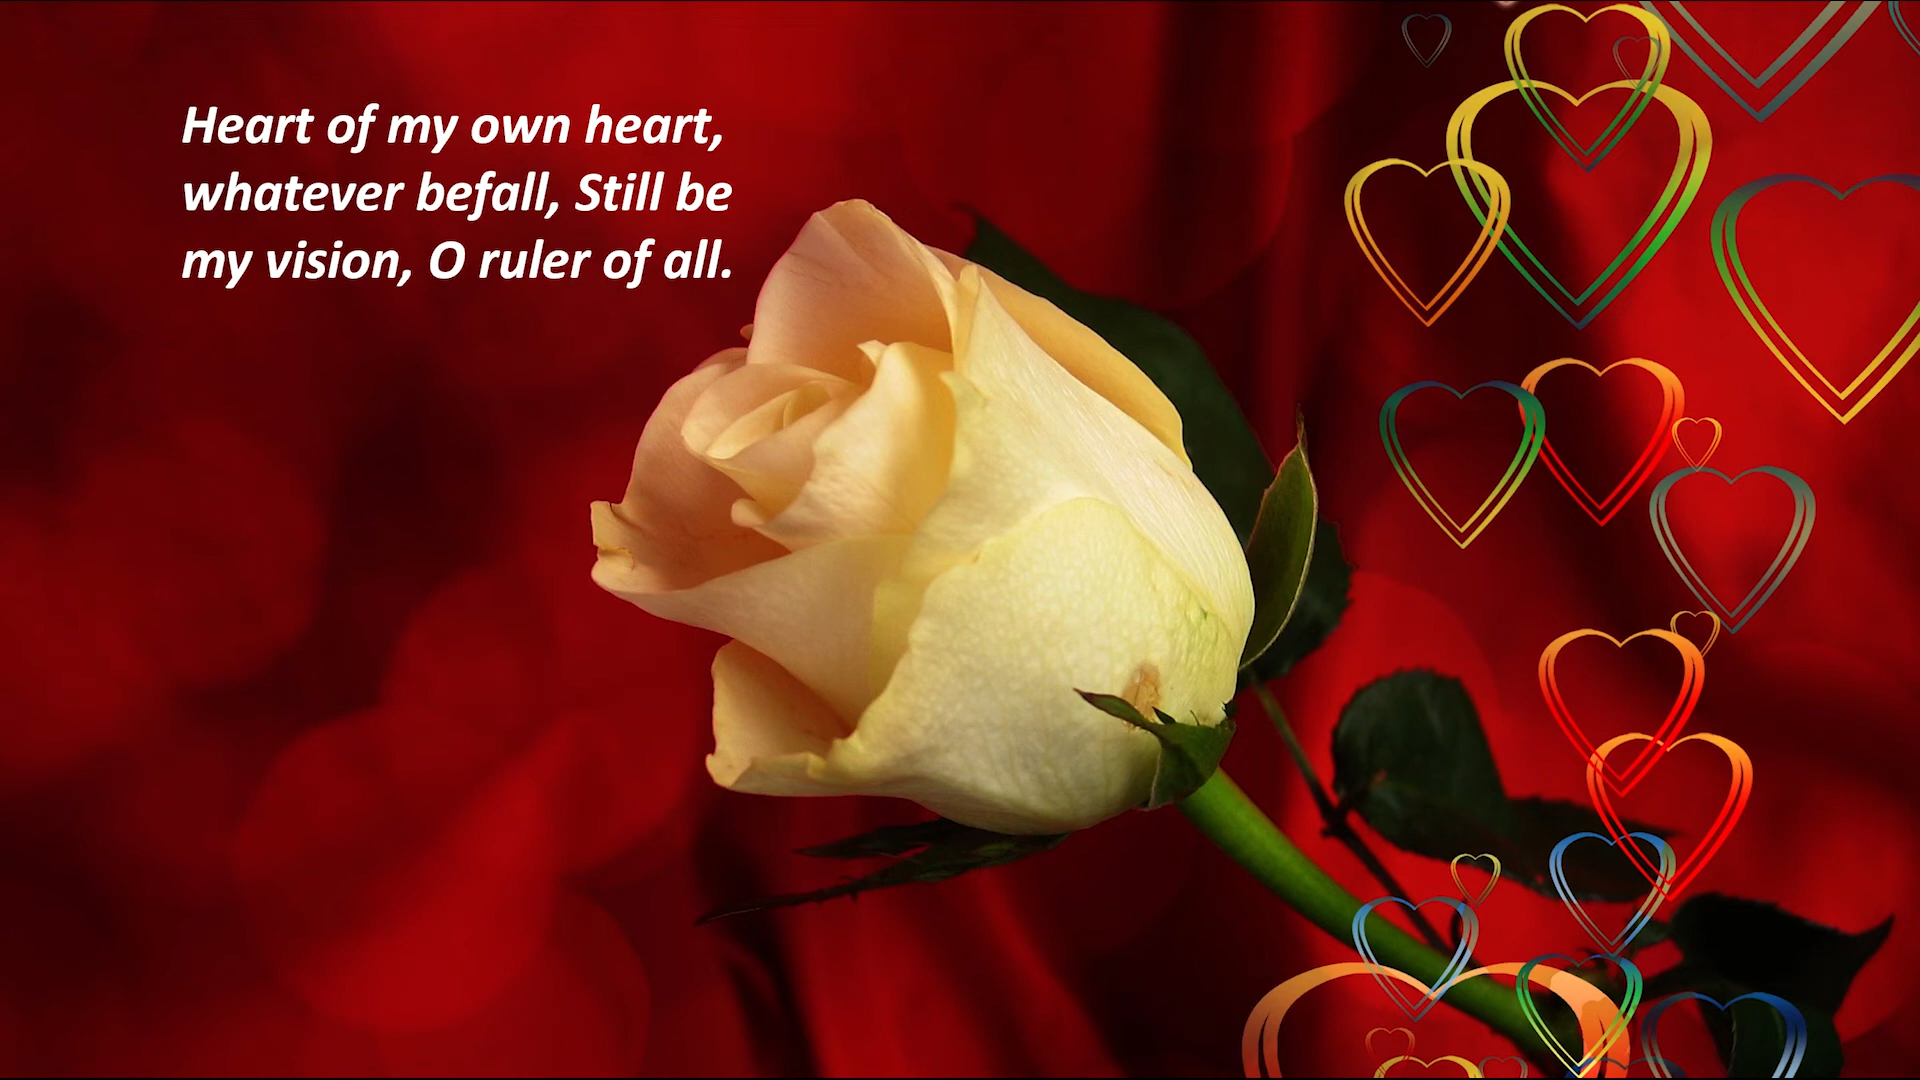 Heart of my own heart,
whatever befall, Still be
my vision, O ruler of all.